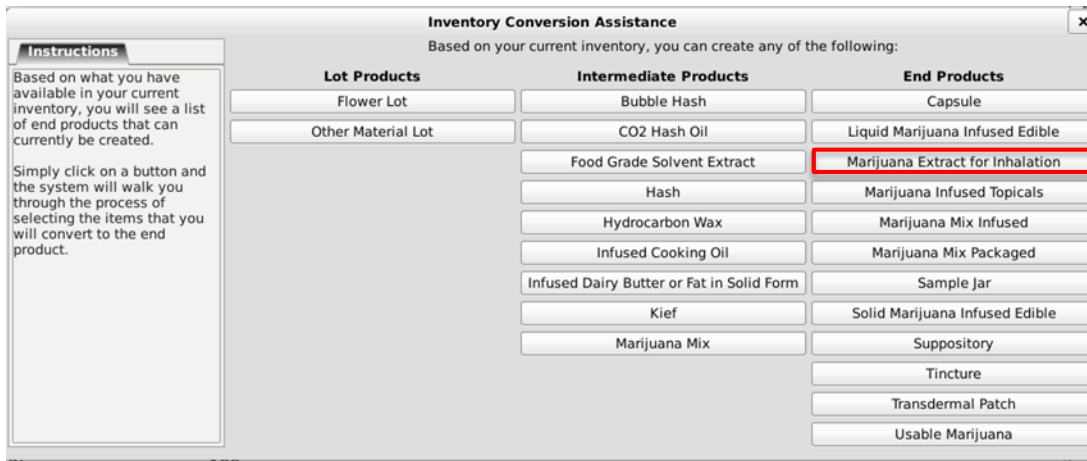 Inventory Conversion Assistance
Instructions
Based on what you have
available in your current
inventory, you will see a list
of end products that can
currently be created.
Simply click on a button and
the system will walk you
through the process of
selecting the items that you
will convert to the end
product.
Based on your current inventory, you can create any of the following:
Lot Products
Flower Lot
Other Material Lot
Intermediate Products
Bubble Hash
CO2 Hash Oil
Food Grade Solvent Extract
Hash
Hydrocarbon Wax
Infused Cooking Oil
Infused Dairy Butter or Fat in Solid Form
Kief
Marijuana Mix
End Products
Capsule
Liquid Marijuana Infused Edible
Marijuana Extract for Inhalation
Marijuana Infused Topicals
Marijuana Mix Infused
Marijuana Mix Packaged
Sample Jar
Solid Marijuana Infused Edible
Suppository
Tincture
Transdermal Patch
Usable Marijuana